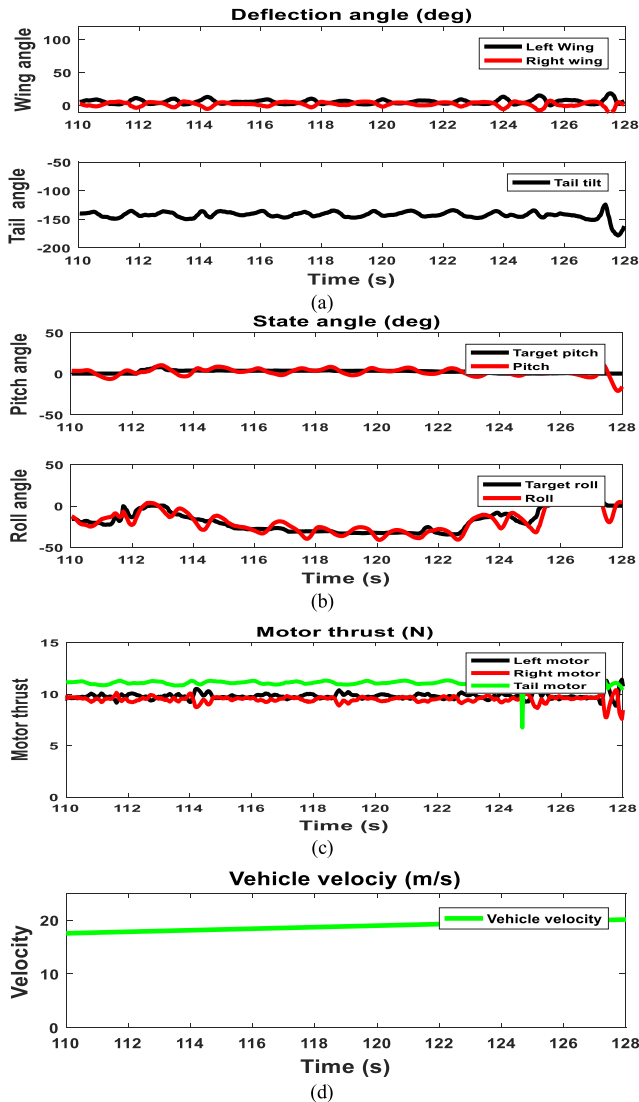 Deflection angle (deg)
Wing angle
100
50
0
Left Wing
Right wing
110 112 114 116 118 120 122 124 126 128
Tail angle
-50
-100
-150
-200
Tail tilt
110 112 114 116 118 120 122 124 126 128
Time (s)
(a)
State angle (deg)
Pitch angle
50
0
-50
Target pitch
Pitch
110 112 114 116 118 120 122 124 126 128
Roll angle
50
0
-50
Target roll
Roll
110 112 114 116 118 120 122 124 126 128
Time (s)
(b)
Motor thrust (N)
Motor thrust
15
10
5
0
Left motor
Right motor
Tail motor
110 112 114 116 118 120 122 124 126 128
Time (s)
(c)
Vehicle velociy (m/s)
Velocity
20
10
0
Vehicle velocity
110 112 114 116 118 120 122 124 126 128
Time (s)
(d)